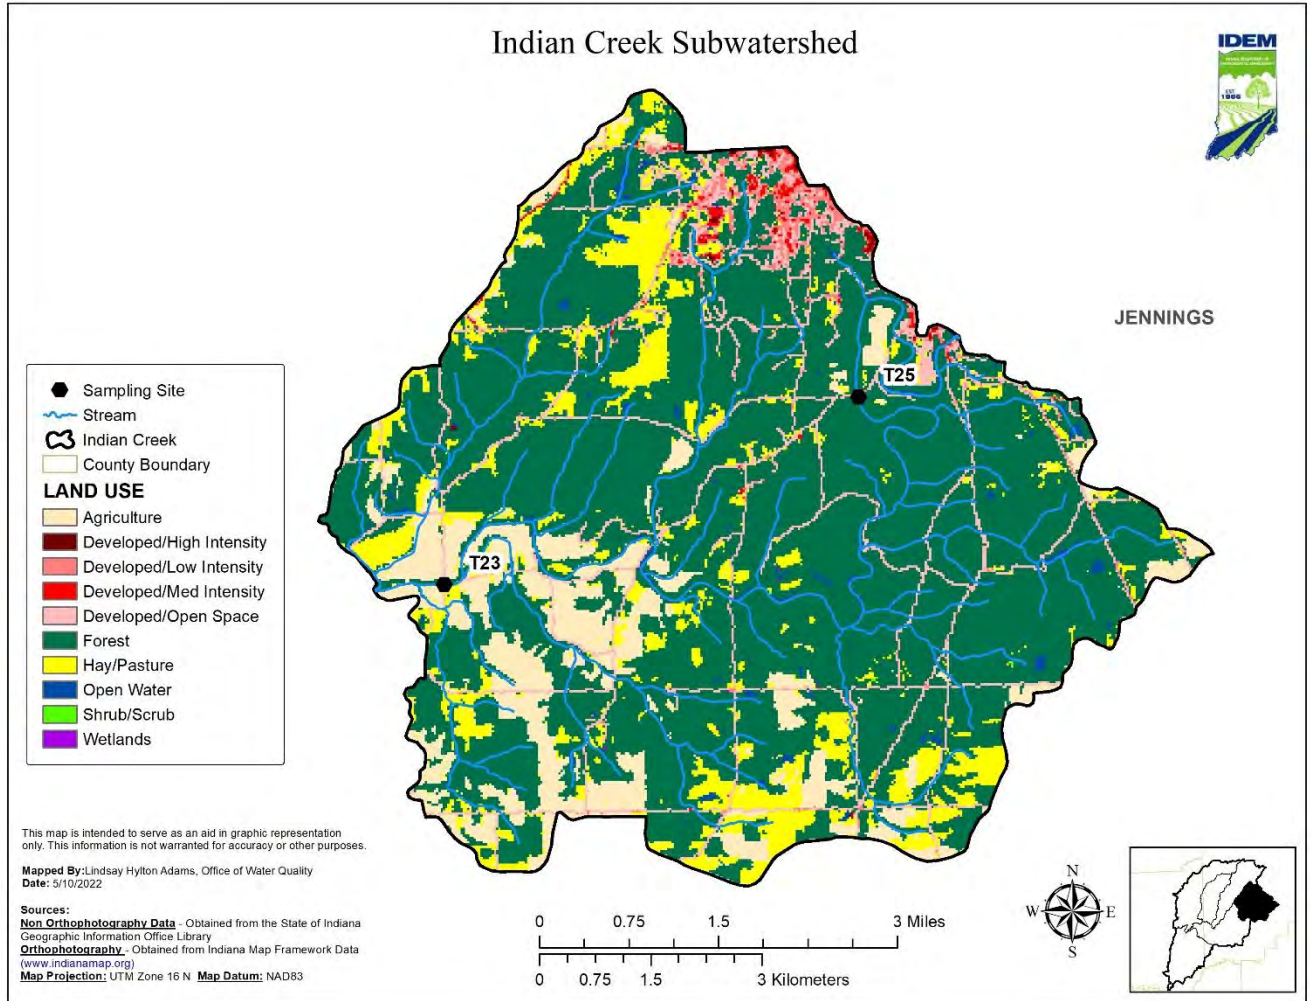 Indian Creek Subwatershed
IDEM
EST.
1986
JENNINGS
T25
T23
Sampling Site
Stream
Indian Creek
County Boundary
LAND USE
Agriculture
Developed/High Intensity
Developed/Low Intensity
Developed/Med Intensity
Developed/Open Space
Forest
Hay/Pasture
Open Water
Shrub/Scrub
Wetlands
This map is intended to serve as an aid in graphic representation
only. This information is not warranted for accuracy or other purposes.
Mapped By:Lindsay Hylton Adams, Office of Water Quality
Date: 5/10/2022
Sources:
Non Orthophotography Data - Obtained from the State of Indiana
Geographic Information Office Library
Orthophotography - Obtained from Indiana Map Framework Data
(www.indianamap.org)
Map Projection: UTM Zone 16 N Map Datum: NAD83
0 0.75 1.5 3 Miles
0 0.75 1.5 3 Kilometers
N
W E
S